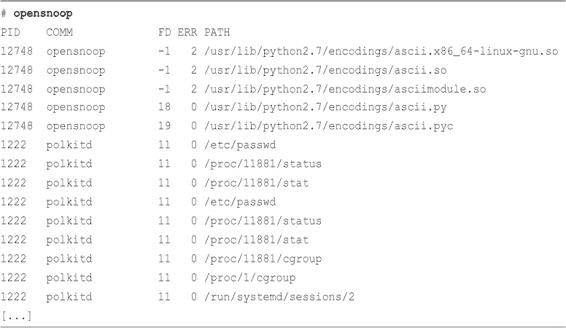 # opensnoop
PID COMM FD ERR PATH
12748 opensnoop -1 2 /usr/lib/python2.7/encodings/ascii.x86_64-linux-gnu.so
12748 opensnoop -1 2 /usr/lib/python2.7/encodings/ascii.so
12748 opensnoop -1 2 /usr/lib/python2.7/encodings/asciimodule.so
12748 opensnoop 18 0 /usr/lib/python2.7/encodings/ascii.py
12748 opensnoop 19 0 /usr/lib/python2.7/encodings/ascii.pyc
1222 polkitd 11 0 /etc/passwd
1222 polkitd 11 0 /proc/11881/status
1222 polkitd 11 0 /proc/11881/stat
1222 polkitd 11 0 /etc/passwd
1222 polkitd 11 0 /proc/11881/status
1222 polkitd 11 0 /proc/11881/stat
1222 polkitd 11 0 /proc/11881/cgroup
1222 polkitd 11 0 /proc/1/cgroup
1222 polkitd 11 0 /run/systemd/sessions/2
[...]